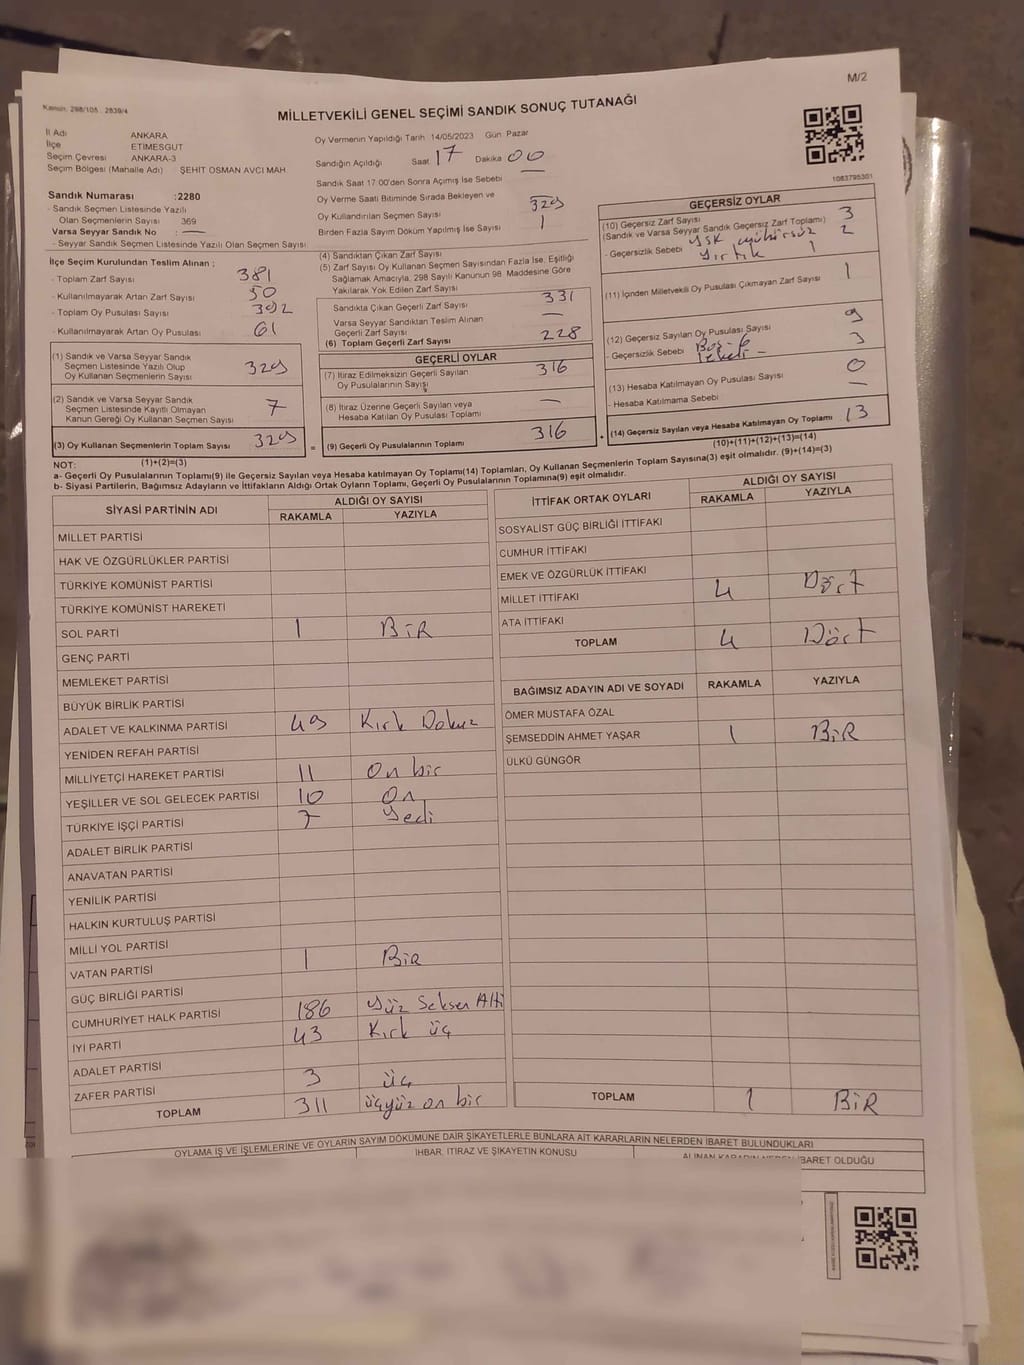 M/2
Kanun: 298/105 , 2839/4
MİLLETVEKİLİ GENEL SEÇİMİ SANDIK SONUÇ TUTANAĞI
İl Adı ANKARA
İlçe ETIMESGUT
Seçim Çevresi ANKARA-3
Seçim Bölgesi (Mahalle Adı) : ŞEHİT OSMAN AVCI MAH.
Sandık Numarası :2280
- Sandık Seçmen Listesinde Yazılı
Olan Seçmenlerin Sayısı 369
Varsa Seyyar Sandık No : —
- Seyyar Sandık Seçmen Listesinde Yazılı Olan Seçmen Sayısı
İlçe Seçim Kurulundan Teslim Alınan ;
- Toplam Zarf Sayısı 381
- Kullanılmayarak Artan Zarf Sayısı 50
- Toplam Oy Pusulası Sayısı 392
- Kullanılmayarak Artan Oy Pusulası 61
(1) Sandık ve Varsa Seyyar Sandık
Seçmen Listesinde Yazılı Olup
Oy Kullanan Seçmenlerin Sayısı 329
(2) Sandık ve Varsa Seyyar Sandık
Seçmen Listesinde Kayıtlı Olmayan
Kanun Gereği Oy Kullanan Seçmen Sayısı 7
(3) Oy Kullanan Seçmenlerin Toplam Sayısı 329
(1)+(2)=(3)
Oy Vermenin Yapıldığı Tarih 14/05/2023 Gün Pazar
Sandığın Açıldığı Saat 17 Dakika 00
Sandık Saat 17:00'den Sonra Açımış İse Sebebi —
Oy Verme Saati Bitiminde Sırada Bekleyen ve
Oy Kullandırılan Seçmen Sayısı 329
Birden Fazla Sayım Döküm Yapılmış İse Sayısı 1
(4) Sandıktan Çıkan Zarf Sayısı
(5) Zarf Sayısı Oy Kullanan Seçmen Sayısından Fazla İse, Eşitliği
Sağlamak Amacıyla, 298 Sayılı Kanunun 98. Maddesine Göre
Yakılarak Yok Edilen Zarf Sayısı
Sandıkta Çıkan Geçerli Zarf Sayısı 331
Varsa Seyyar Sandıktan Teslim Alınan
Geçerli Zarf Sayısı —
(6) Toplam Geçerli Zarf Sayısı 228
GEÇERLİ OYLAR
(7) İtiraz Edilmeksizin Geçerli Sayılan
Oy Pusulalarının Sayısı 316
(8) İtiraz Üzerine Geçerli Sayılan veya
Hesaba Katılan Oy Pusulası Toplamı —
= (9) Geçerli Oy Pusulalarının Toplamı 316
1083795301
GEÇERSİZ OYLAR
(10) Geçersiz Zarf Sayısı 3
(Sandık ve Varsa Seyyar Sandık Geçersiz Zarf Toplamı)
- Geçersizlik Sebebi YSK mühürsüz 2
Yırtık 1
(11) İçinden Milletvekili Oy Pusulası Çıkmayan Zarf Sayısı 1
(12) Geçersiz Sayılan Oy Pusulası Sayısı 9
- Geçersizlik Sebebi 3
(13) Hesaba Katılmayan Oy Pusulası Sayısı 0
- Hesaba Katılmama Sebebi —
+ (14) Geçersiz Sayılan veya Hesaba Katılmayan Oy Toplamı 13
(10)+(11)+(12)+(13)=(14)
NOT:
a- Geçerli Oy Pusulalarının Toplamı(9) ile Geçersiz Sayılan veya Hesaba katılmayan Oy Toplamı(14) Toplamları, Oy Kullanan Seçmenlerin Toplam Sayısına(3) eşit olmalıdır. (9)+(14)=(3)
b- Siyasi Partilerin, Bağımsız Adayların ve İttifakların Aldığı Ortak Oyların Toplamı, Geçerli Oy Pusulalarının Toplamına(9) eşit olmalıdır.
SİYASİ PARTİNİN ADI ALDIĞI OY SAYISI
RAKAMLA YAZIYLA
MİLLET PARTİSİ
HAK VE ÖZGÜRLÜKLER PARTİSİ
TÜRKİYE KOMÜNİST PARTİSİ
TÜRKİYE KOMÜNİST HAREKETİ
SOL PARTİ 1 BİR
GENÇ PARTİ
MEMLEKET PARTİSİ
BÜYÜK BİRLİK PARTİSİ
ADALET VE KALKINMA PARTİSİ 49 Kırk Dokuz
YENİDEN REFAH PARTİSİ
MİLLİYETÇİ HAREKET PARTİSİ 11 On bir
YEŞİLLER VE SOL GELECEK PARTİSİ 10 On
TÜRKİYE İŞÇİ PARTİSİ 7 Yedi
ADALET BİRLİK PARTİSİ
ANAVATAN PARTİSİ
YENİLİK PARTİSİ
HALKIN KURTULUŞ PARTİSİ
MİLLİ YOL PARTİSİ
VATAN PARTİSİ 1 BİR
GÜÇ BİRLİĞİ PARTİSİ
CUMHURİYET HALK PARTİSİ 186 Yüz Seksen Altı
İYİ PARTİ 43 Kırk üç
ADALET PARTİSİ
ZAFER PARTİSİ 3 üç
TOPLAM 311 üçyüz on bir
İTTİFAK ORTAK OYLARI ALDIĞI OY SAYISI
RAKAMLA YAZIYLA
SOSYALİST GÜÇ BİRLİĞİ İTTİFAKI
CUMHUR İTTİFAKI
EMEK VE ÖZGÜRLÜK İTTİFAKI
MİLLET İTTİFAKI 4 Dört
ATA İTTİFAKI
TOPLAM 4 Dört
BAĞIMSIZ ADAYIN ADI VE SOYADI RAKAMLA YAZIYLA
ÖMER MUSTAFA ÖZAL
ŞEMSEDDİN AHMET YAŞAR 1 BİR
ÜLKÜ GÜNGÖR
TOPLAM 1 BİR
OYLAMA İŞ VE İŞLEMLERİNE VE OYLARIN SAYIM DÖKÜMÜNE DAİR ŞİKAYETLERLE BUNLARA AİT KARARLARIN NELERDEN İBARET BULUNDUKLARI
İHBAR, İTİRAZ VE ŞİKAYETİN KONUSU ALINAN KARARIN NEDEN İBARET OLDUĞU